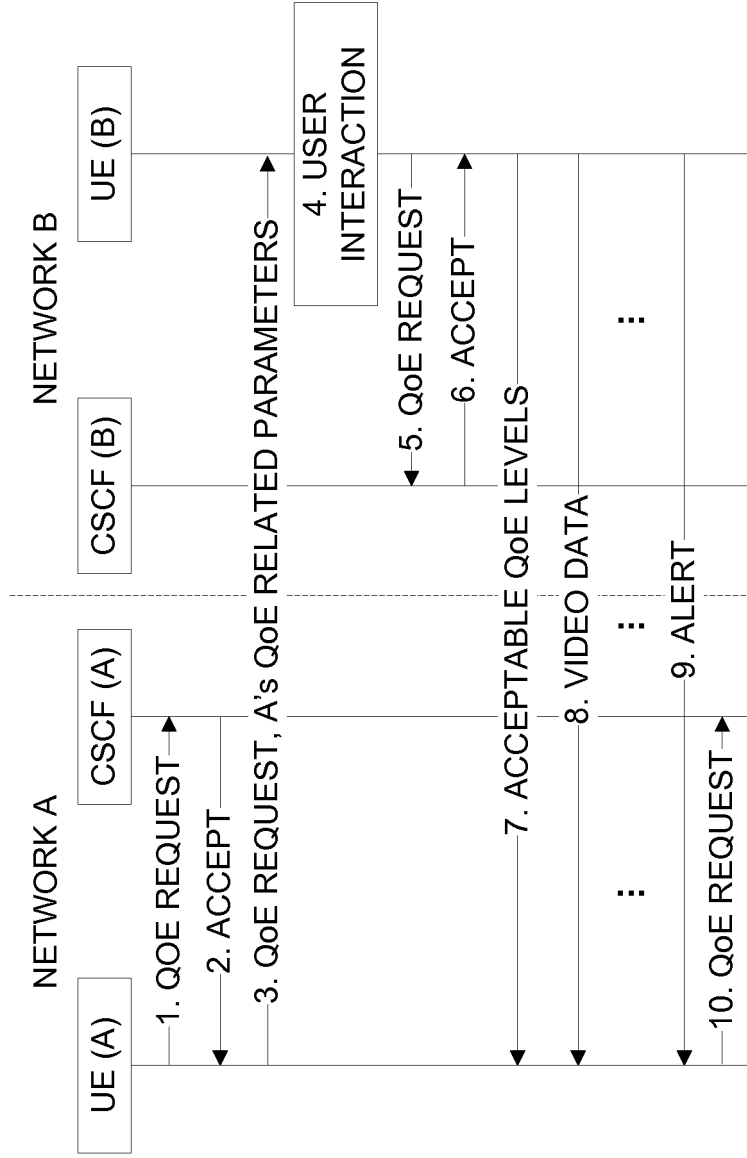 NETWORK A
NETWORK B
UE (A)
CSCF (A)
CSCF (B)
UE (B)
1. QOE REQUEST
2. ACCEPT
3. QoE REQUEST, A's QoE RELATED PARAMETERS
4. USER
INTERACTION
5. QoE REQUEST
6. ACCEPT
7. ACCEPTABLE QoE LEVELS
8. VIDEO DATA
...
...
...
9. ALERT
10. QoE REQUEST